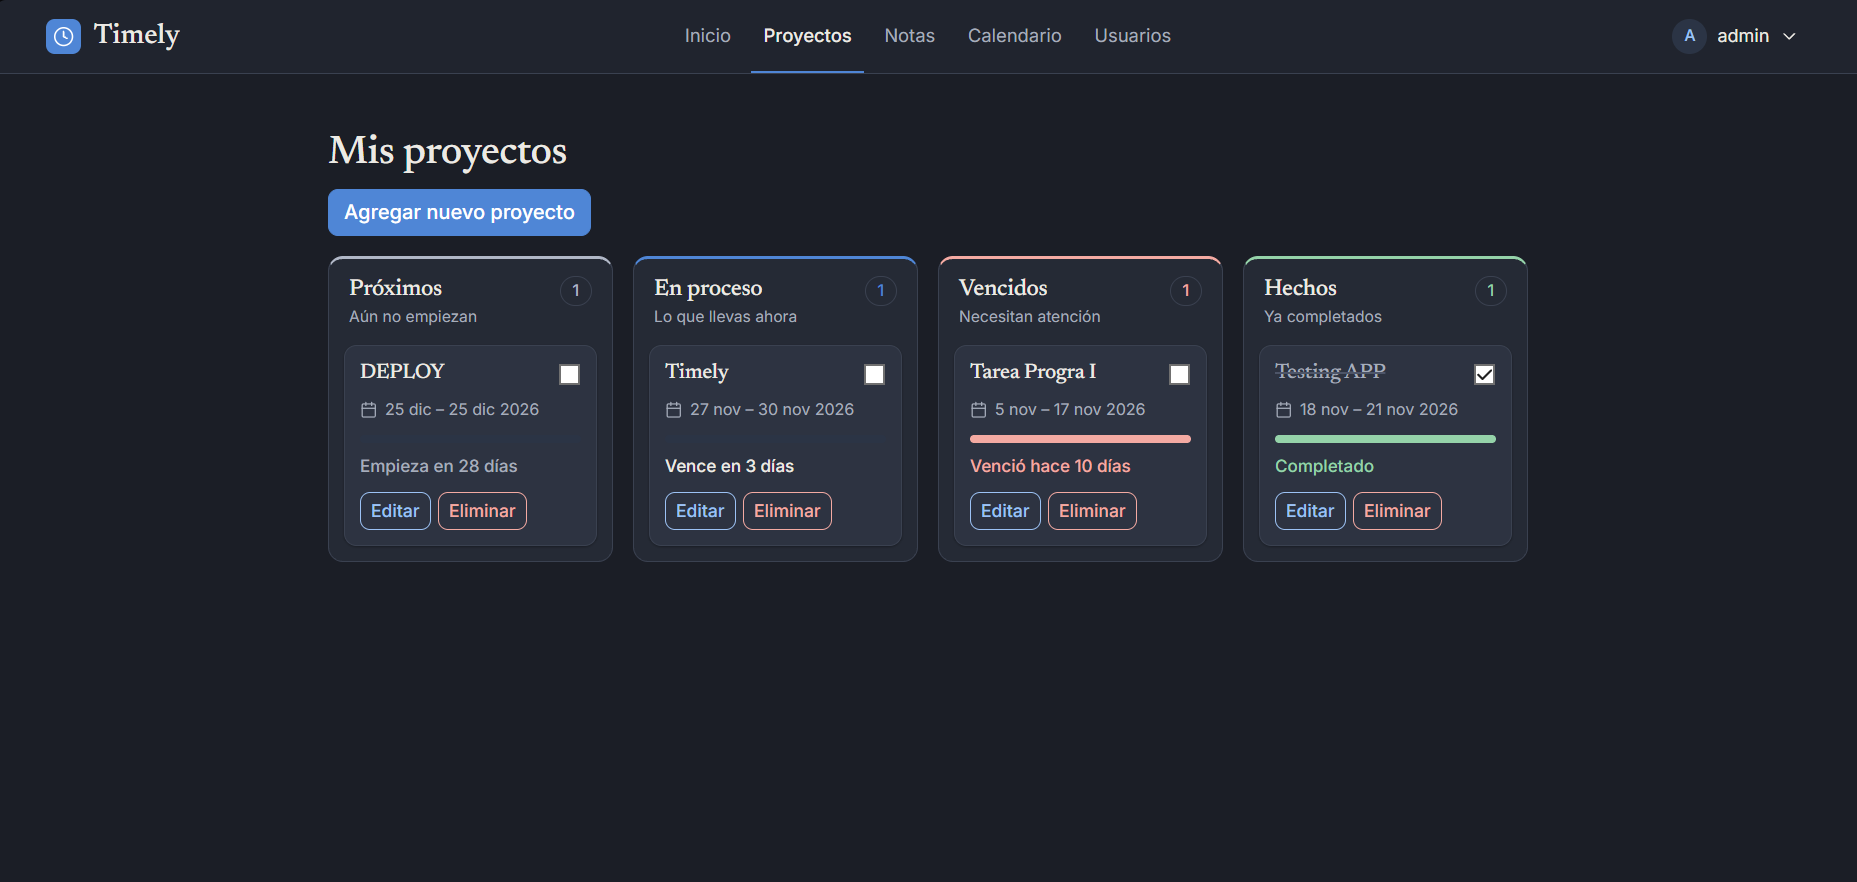 Timely
Inicio Proyectos Notas Calendario Usuarios
A admin
Mis proyectos
Agregar nuevo proyecto
Próximos 1
Aún no empiezan
DEPLOY
25 dic – 25 dic 2026
Empieza en 28 días
Editar Eliminar
En proceso 1
Lo que llevas ahora
Timely
27 nov – 30 nov 2026
Vence en 3 días
Editar Eliminar
Vencidos 1
Necesitan atención
Tarea Progra I
5 nov – 17 nov 2026
Venció hace 10 días
Editar Eliminar
Hechos 1
Ya completados
Testing APP
18 nov – 21 nov 2026
Completado
Editar Eliminar